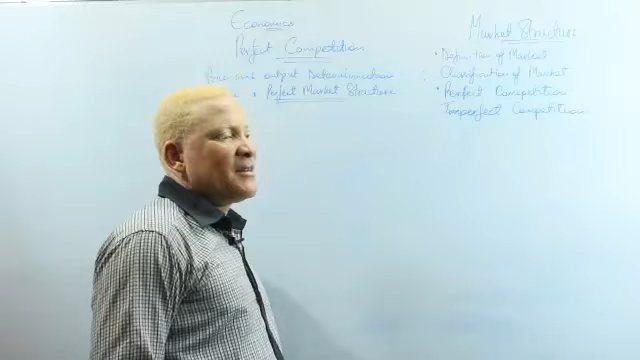 Economics
Perfect Competition
Price and output Determination
a Perfect Market Structure
Market Structure
• Definition of Market
Classification of Market
• Perfect Competition
Imperfect Competition